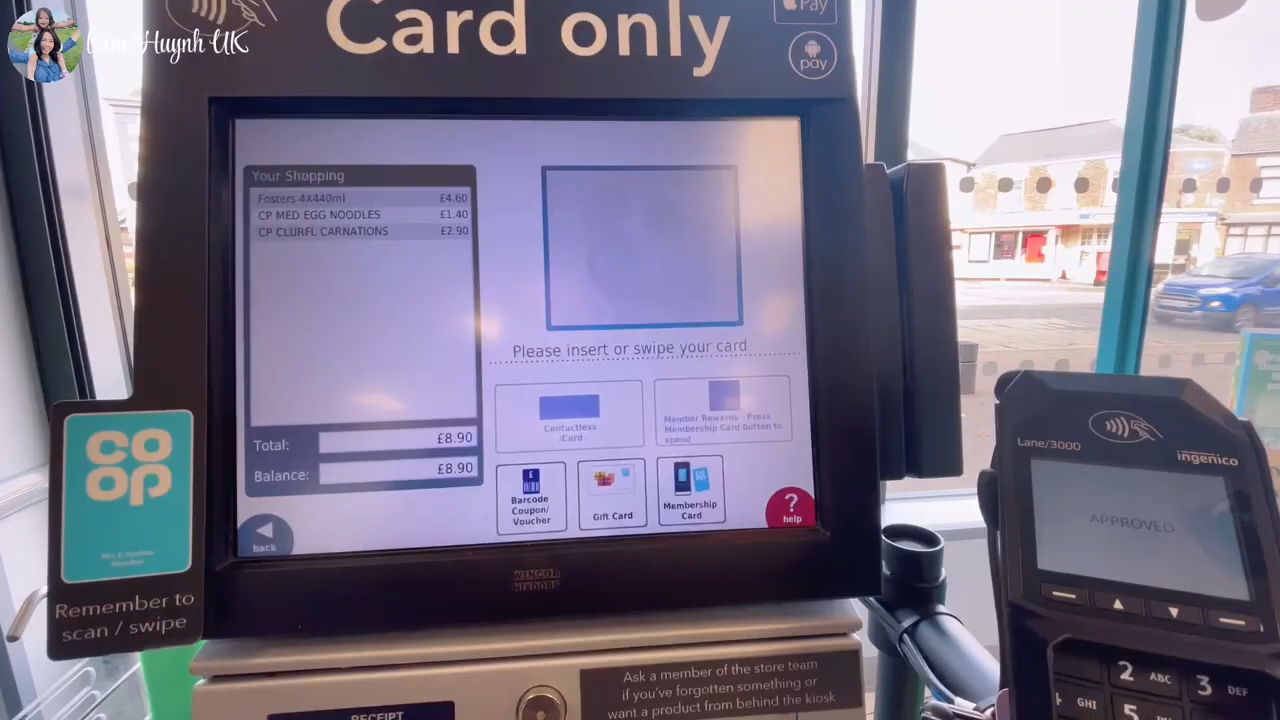 Kim Huynh UK
Card only
Pay
pay
Your Shopping
Fosters 4X440ml £4.60
CP MED EGG NOODLES £1.40
CP CLURFL CARNATIONS £2.90
Total: £8.90
Balance: £8.90
Please insert or swipe your card
Contactless
/Card
Member Rewards - Press
Membership Card button to
spend
Barcode
Coupon/
Voucher
Gift Card
Membership
Card
back
?
help
WINCOR
NIXDORF
co
op
Remember to
scan / swipe
Ask a member of the store team
if you've forgotten something or
want a product from behind the kiosk
RECEIPT
Lane/3000
ingenico
APPROVED
2 ABC
3 DEF
GHI
5